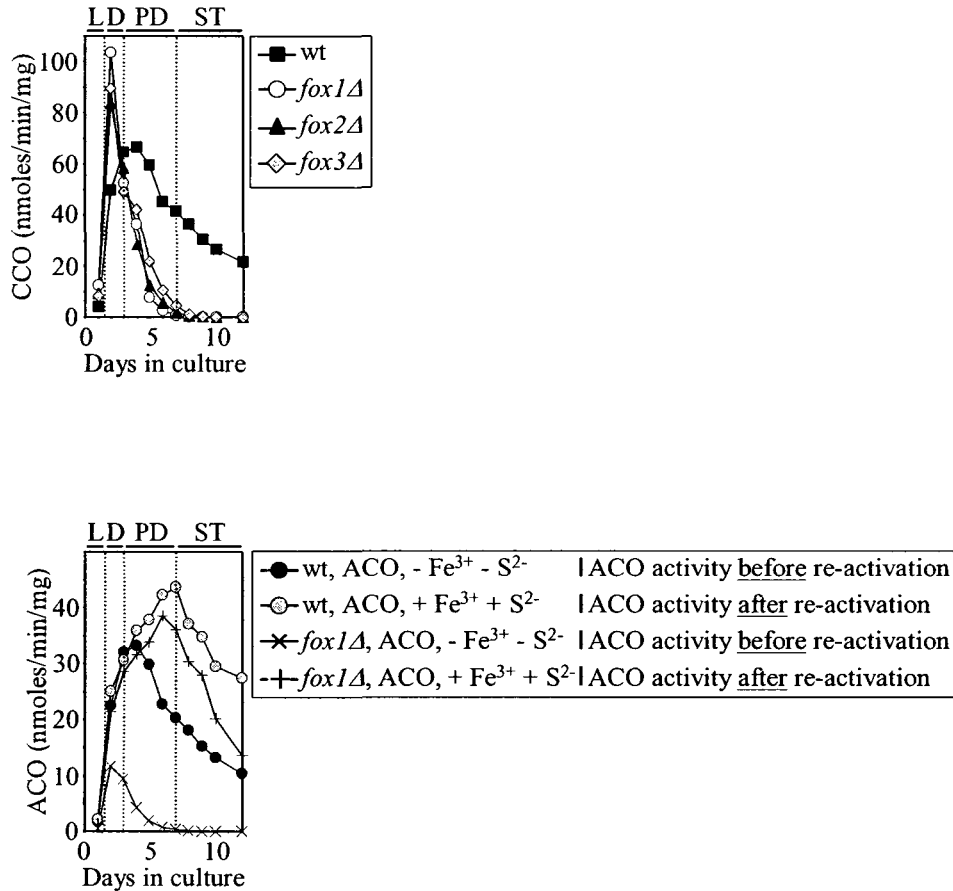 L D PD ST
100
80
60
40
20
0
CCO (nmoles/min/mg)
0 5 10
Days in culture
wt
fox1Δ
fox2Δ
fox3Δ
L D PD ST
40
30
20
10
0
ACO (nmoles/min/mg)
0 5 10
Days in culture
wt, ACO, - Fe³⁺ - S²⁻ | ACO activity before re-activation
wt, ACO, + Fe³⁺ + S²⁻ | ACO activity after re-activation
fox1Δ, ACO, - Fe³⁺ - S²⁻ | ACO activity before re-activation
fox1Δ, ACO, + Fe³⁺ + S²⁻ | ACO activity after re-activation